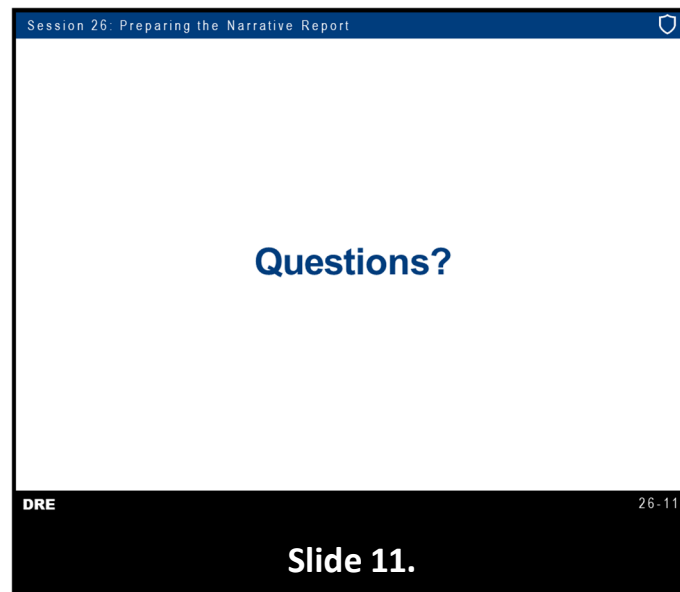 Session 26: Preparing the Narrative Report
Questions?
DRE
26-11
Slide 11.